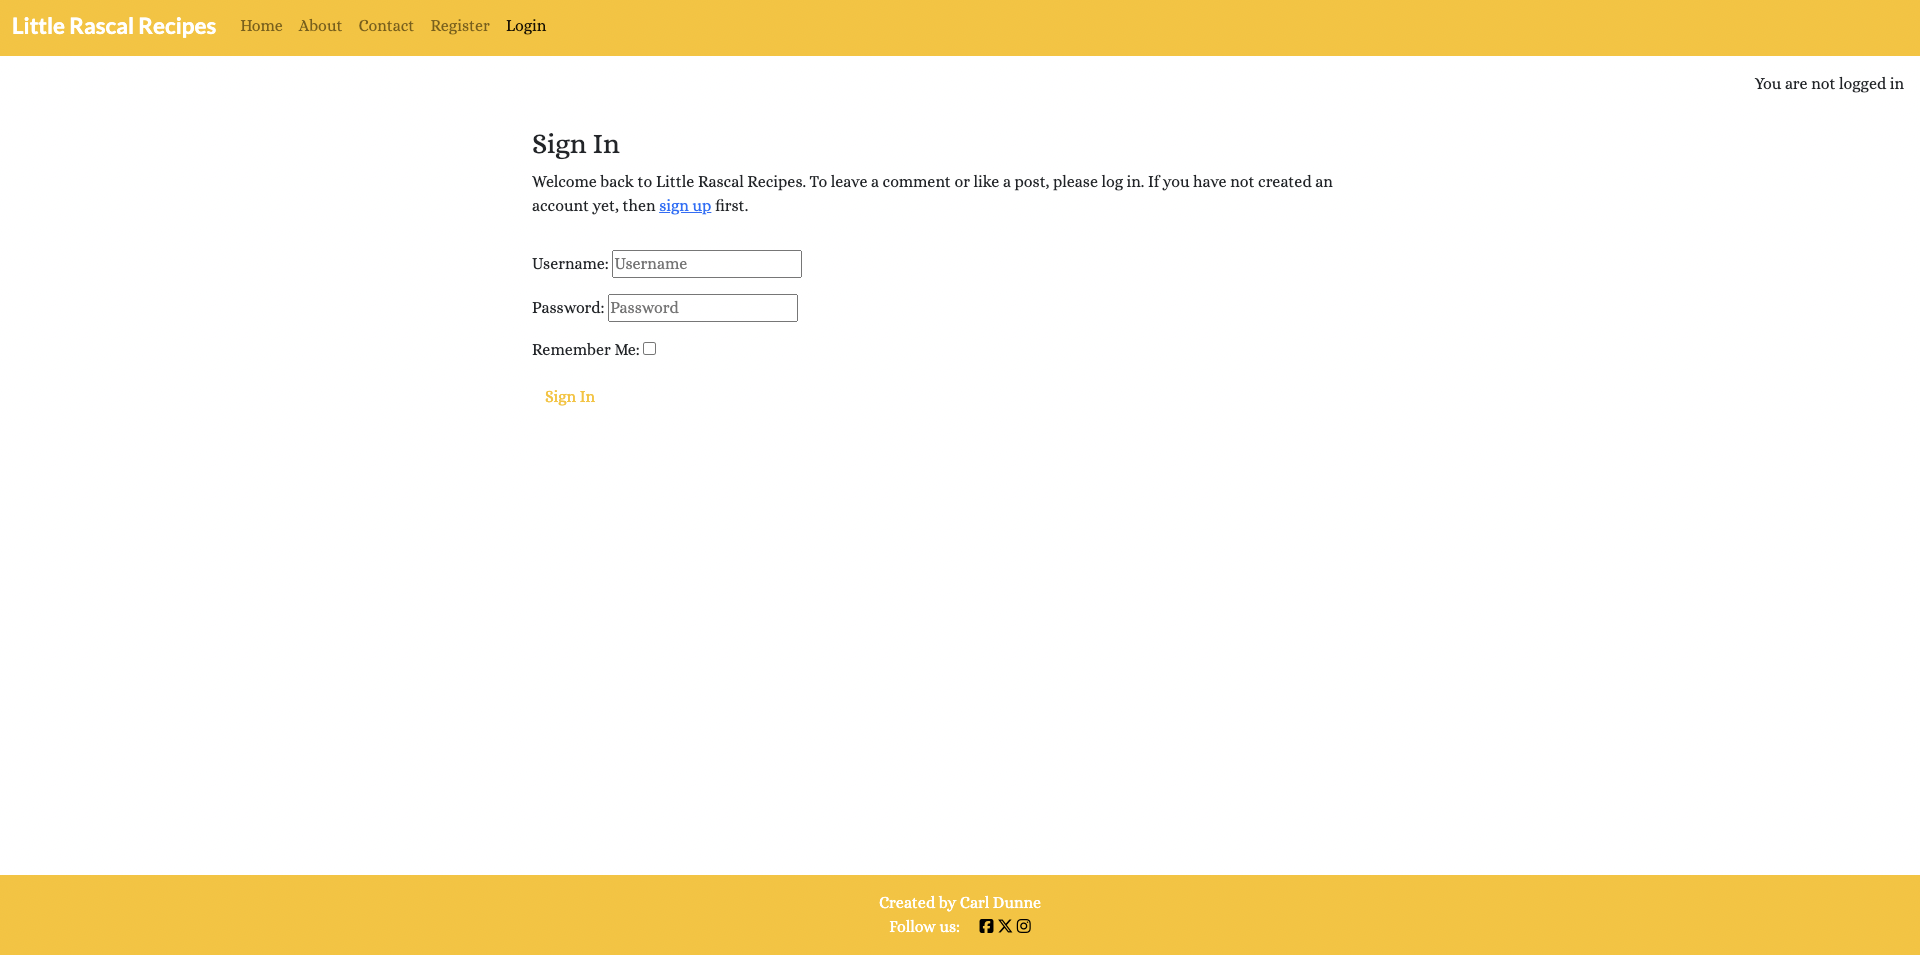 Little Rascal Recipes Home About Contact Register Login
You are not logged in
Sign In
Welcome back to Little Rascal Recipes. To leave a comment or like a post, please log in. If you have not created an
account yet, then sign up first.
Username: Username
Password: Password
Remember Me:
Sign In
Created by Carl Dunne
Follow us: